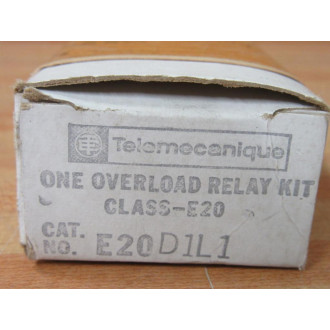 Telemecanique
ONE OVERLOAD RELAY KIT
CLASS-E20
CAT.
NO. E20D1L1